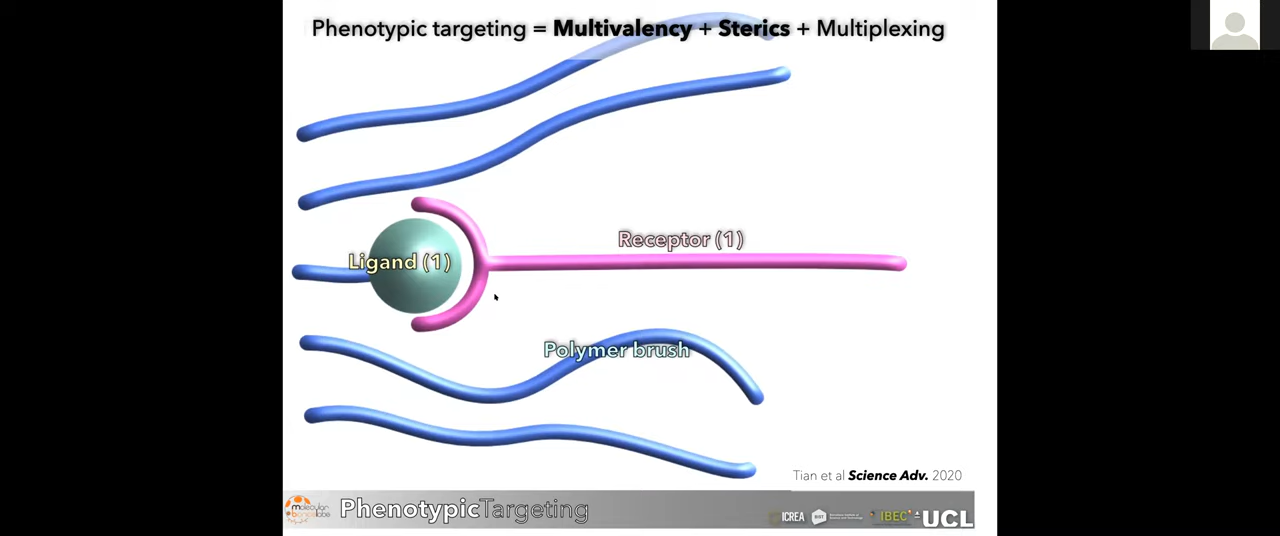 Phenotypic targeting = Multivalency + Sterics + Multiplexing
Receptor (1)
Ligand (1)
Polymer brush
Tian et al Science Adv. 2020
PhenotypicTargeting
ICREA
IBEC
UCL